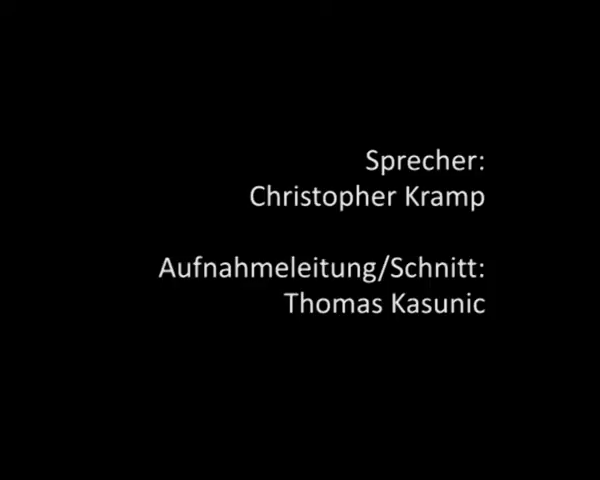 Sprecher:
Christopher Kramp
Aufnahmeleitung/Schnitt:
Thomas Kasunic